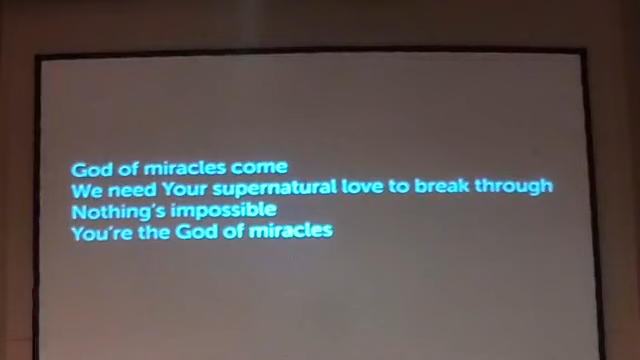 God of miracles come
We need Your supernatural love to break through
Nothing's impossible
You're the God of miracles